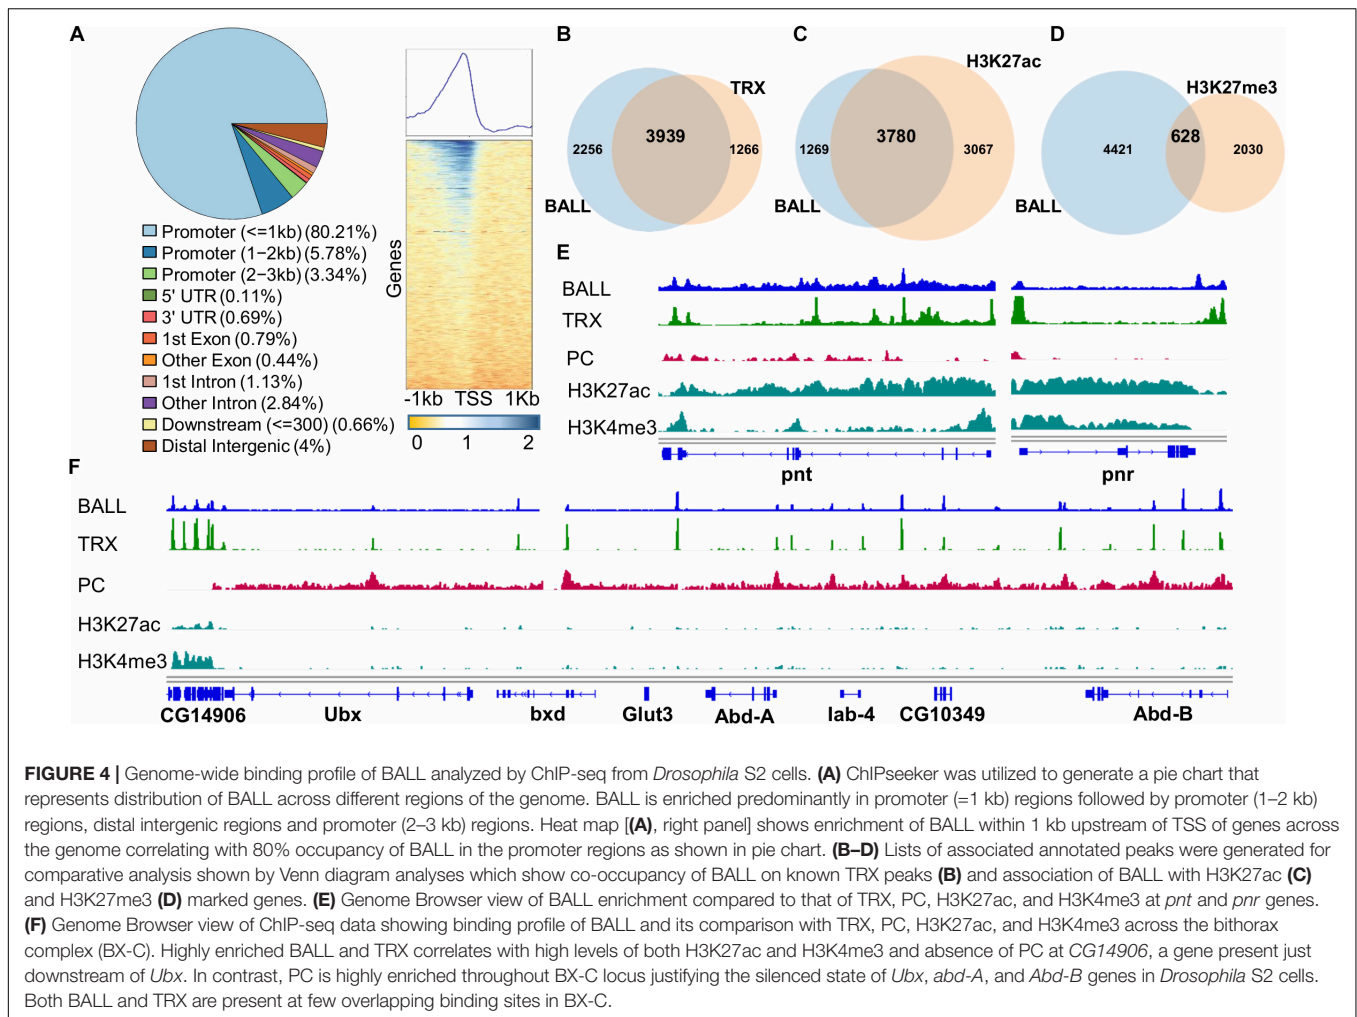 A
Promoter (<=1kb) (80.21%)
Promoter (1−2kb) (5.78%)
Promoter (2−3kb) (3.34%)
5' UTR (0.11%)
3' UTR (0.69%)
1st Exon (0.79%)
Other Exon (0.44%)
1st Intron (1.13%)
Other Intron (2.84%)
Downstream (<=300) (0.66%)
Distal Intergenic (4%)
Genes
-1kb TSS 1Kb
0 1 2
B
TRX
2256 3939 1266
BALL
C
H3K27ac
1269 3780 3067
BALL
D
H3K27me3
4421 628 2030
BALL
E
BALL
TRX
PC
H3K27ac
H3K4me3
pnt pnr
F
BALL
TRX
PC
H3K27ac
H3K4me3
CG14906 Ubx bxd Glut3 Abd-A Iab-4 CG10349 Abd-B
FIGURE 4 | Genome-wide binding profile of BALL analyzed by ChIP-seq from Drosophila S2 cells. (A) ChIPseeker was utilized to generate a pie chart that
represents distribution of BALL across different regions of the genome. BALL is enriched predominantly in promoter (=1 kb) regions followed by promoter (1–2 kb)
regions, distal intergenic regions and promoter (2–3 kb) regions. Heat map [(A), right panel] shows enrichment of BALL within 1 kb upstream of TSS of genes across
the genome correlating with 80% occupancy of BALL in the promoter regions as shown in pie chart. (B–D) Lists of associated annotated peaks were generated for
comparative analysis shown by Venn diagram analyses which show co-occupancy of BALL on known TRX peaks (B) and association of BALL with H3K27ac (C)
and H3K27me3 (D) marked genes. (E) Genome Browser view of BALL enrichment compared to that of TRX, PC, H3K27ac, and H3K4me3 at pnt and pnr genes.
(F) Genome Browser view of ChIP-seq data showing binding profile of BALL and its comparison with TRX, PC, H3K27ac, and H3K4me3 across the bithorax
complex (BX-C). Highly enriched BALL and TRX correlates with high levels of both H3K27ac and H3K4me3 and absence of PC at CG14906, a gene present just
downstream of Ubx. In contrast, PC is highly enriched throughout BX-C locus justifying the silenced state of Ubx, abd-A, and Abd-B genes in Drosophila S2 cells.
Both BALL and TRX are present at few overlapping binding sites in BX-C.